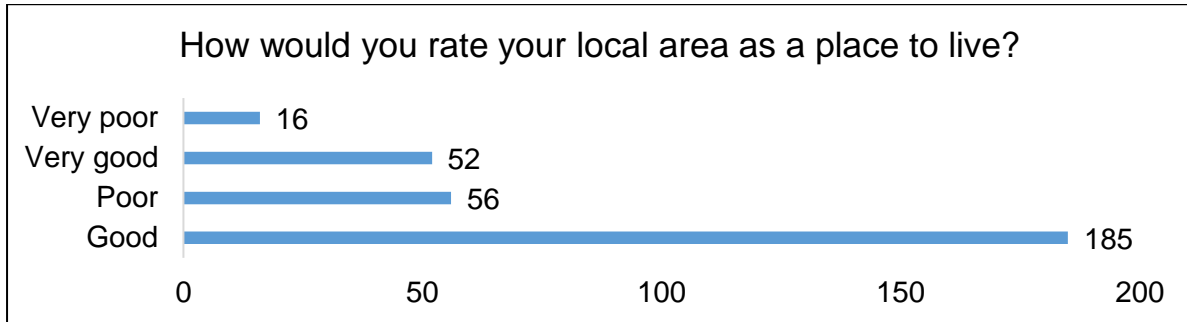 How would you rate your local area as a place to live?
Very poor 16
Very good 52
Poor 56
Good 185
0 50 100 150 200